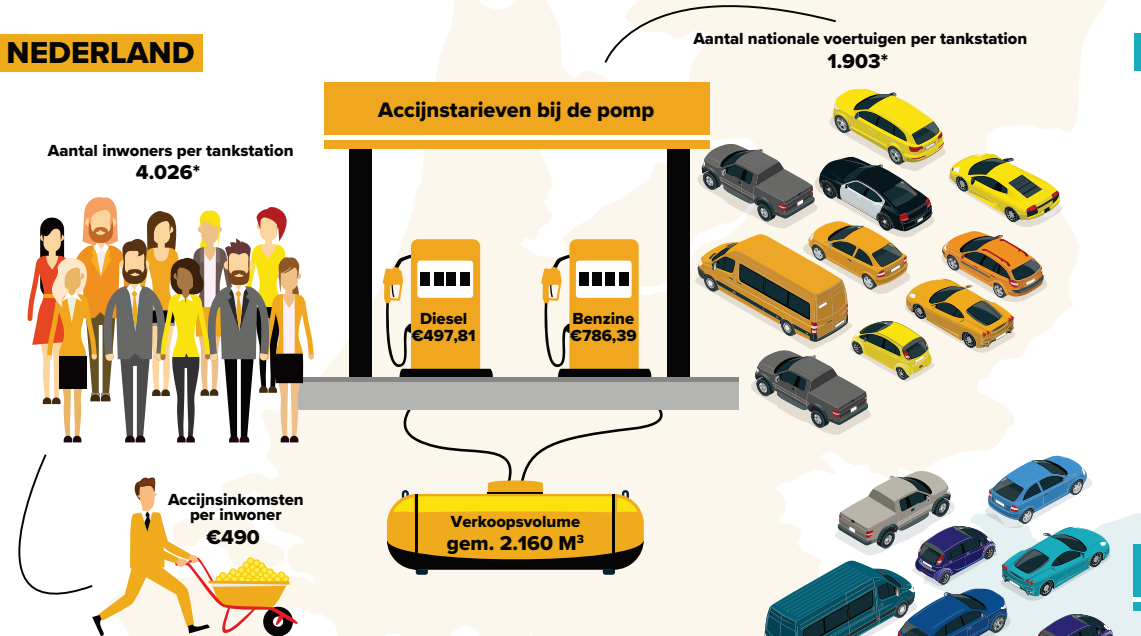 NEDERLAND
Aantal nationale voertuigen per tankstation
1.903*
Accijnstarieven bij de pomp
Aantal inwoners per tankstation
4.026*
Diesel
€497,81
Benzine
€786,39
Accijnsinkomsten
per inwoner
€490
Verkoopsvolume
gem. 2.160 M³